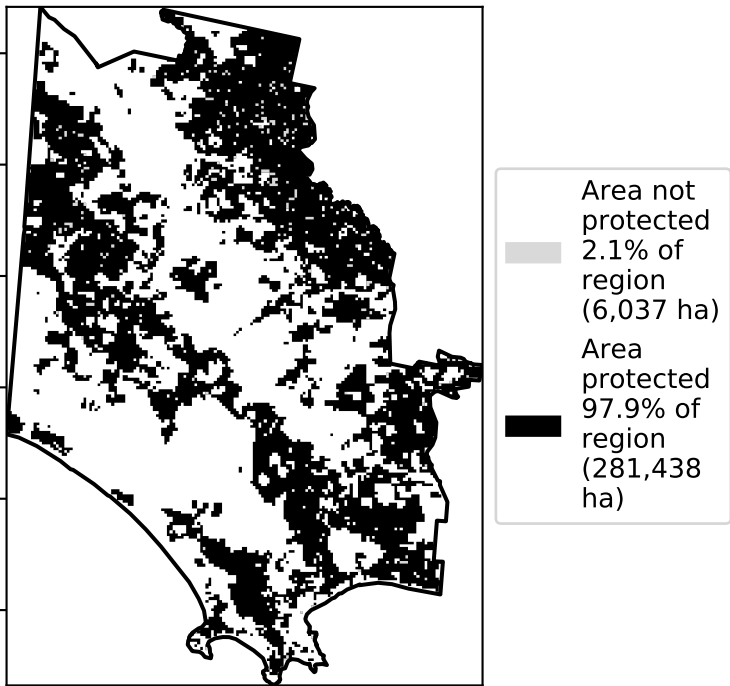 Area not
protected
2.1% of
region
(6,037 ha)
Area
protected
97.9% of
region
(281,438
ha)